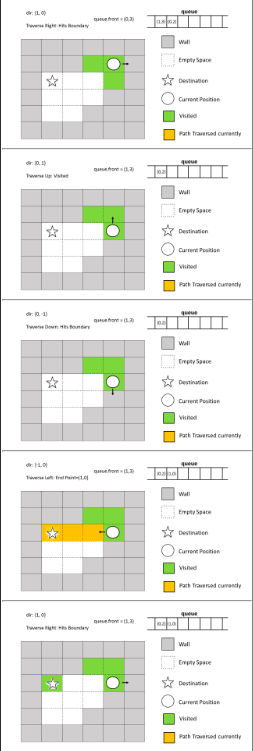 dir: (1, 0)
queue.front = (0,3)
Traverse Right: Hits Boundary
queue
(1,3) (0,2)
Wall
Empty Space
Destination
Current Position
Visited
Path Traversed currently
dir: (0, 1)
queue.front = (1,3)
Traverse Up: Visited
queue
(0,2)
Wall
Empty Space
Destination
Current Position
Visited
Path Traversed currently
dir: (0, -1)
queue.front = (1,3)
Traverse Down: Hits Boundary
queue
(0,2)
Wall
Empty Space
Destination
Current Position
Visited
Path Traversed currently
dir: (-1, 0)
queue.front = (1,3)
Traverse Left: End Point=(1,0)
queue
(0,2) (1,0)
Wall
Empty Space
Destination
Current Position
Visited
Path Traversed currently
dir: (1, 0)
queue.front = (1,3)
Traverse Right: Hits Boundary
queue
(0,2) (1,0)
Wall
Empty Space
Destination
Current Position
Visited
Path Traversed currently